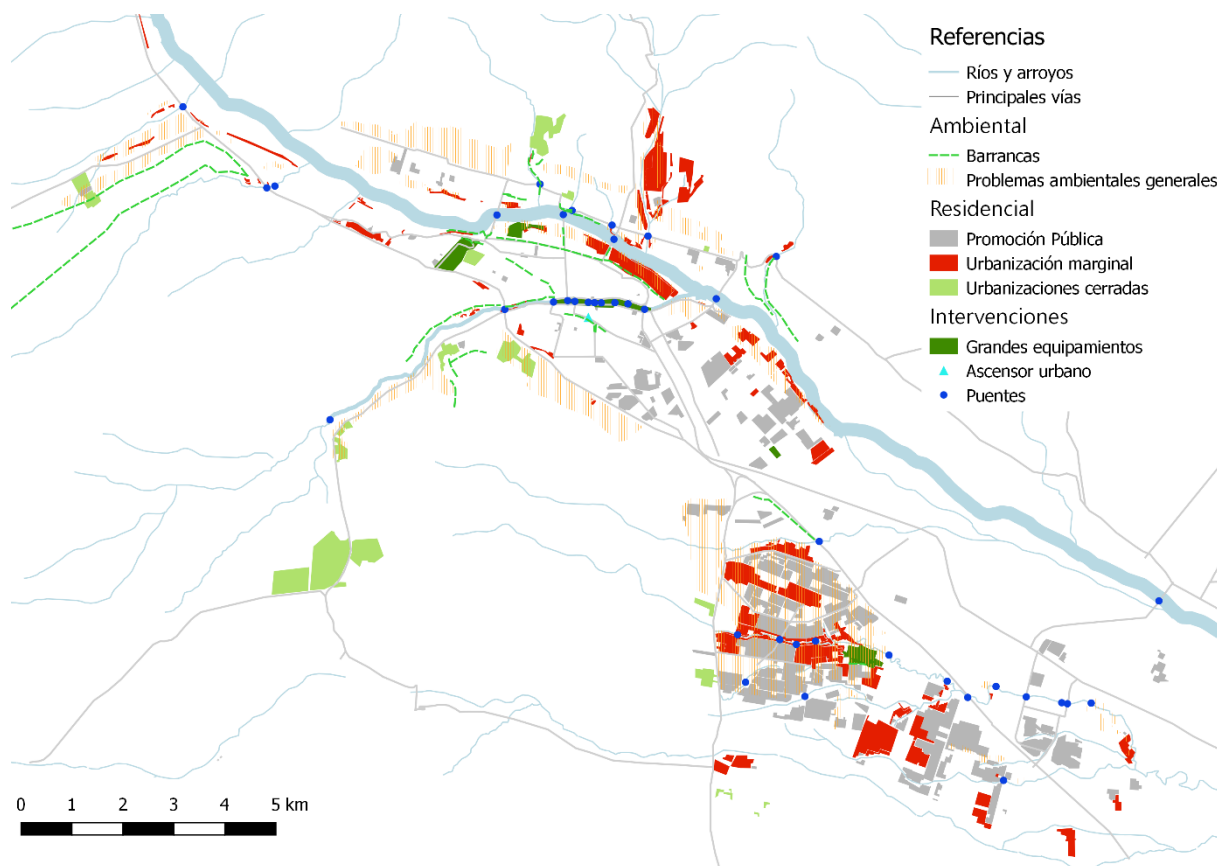 Referencias
Ríos y arroyos
Principales vías
Ambiental
Barrancas
Problemas ambientales generales
Residencial
Promoción Pública
Urbanización marginal
Urbanizaciones cerradas
Intervenciones
Grandes equipamientos
Ascensor urbano
Puentes
0 1 2 3 4 5 km